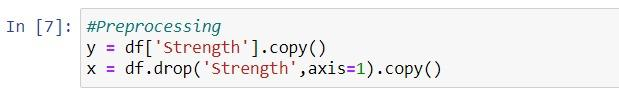 In [7]: #Preprocessing
y = df['Strength'].copy()
x = df.drop('Strength',axis=1).copy()